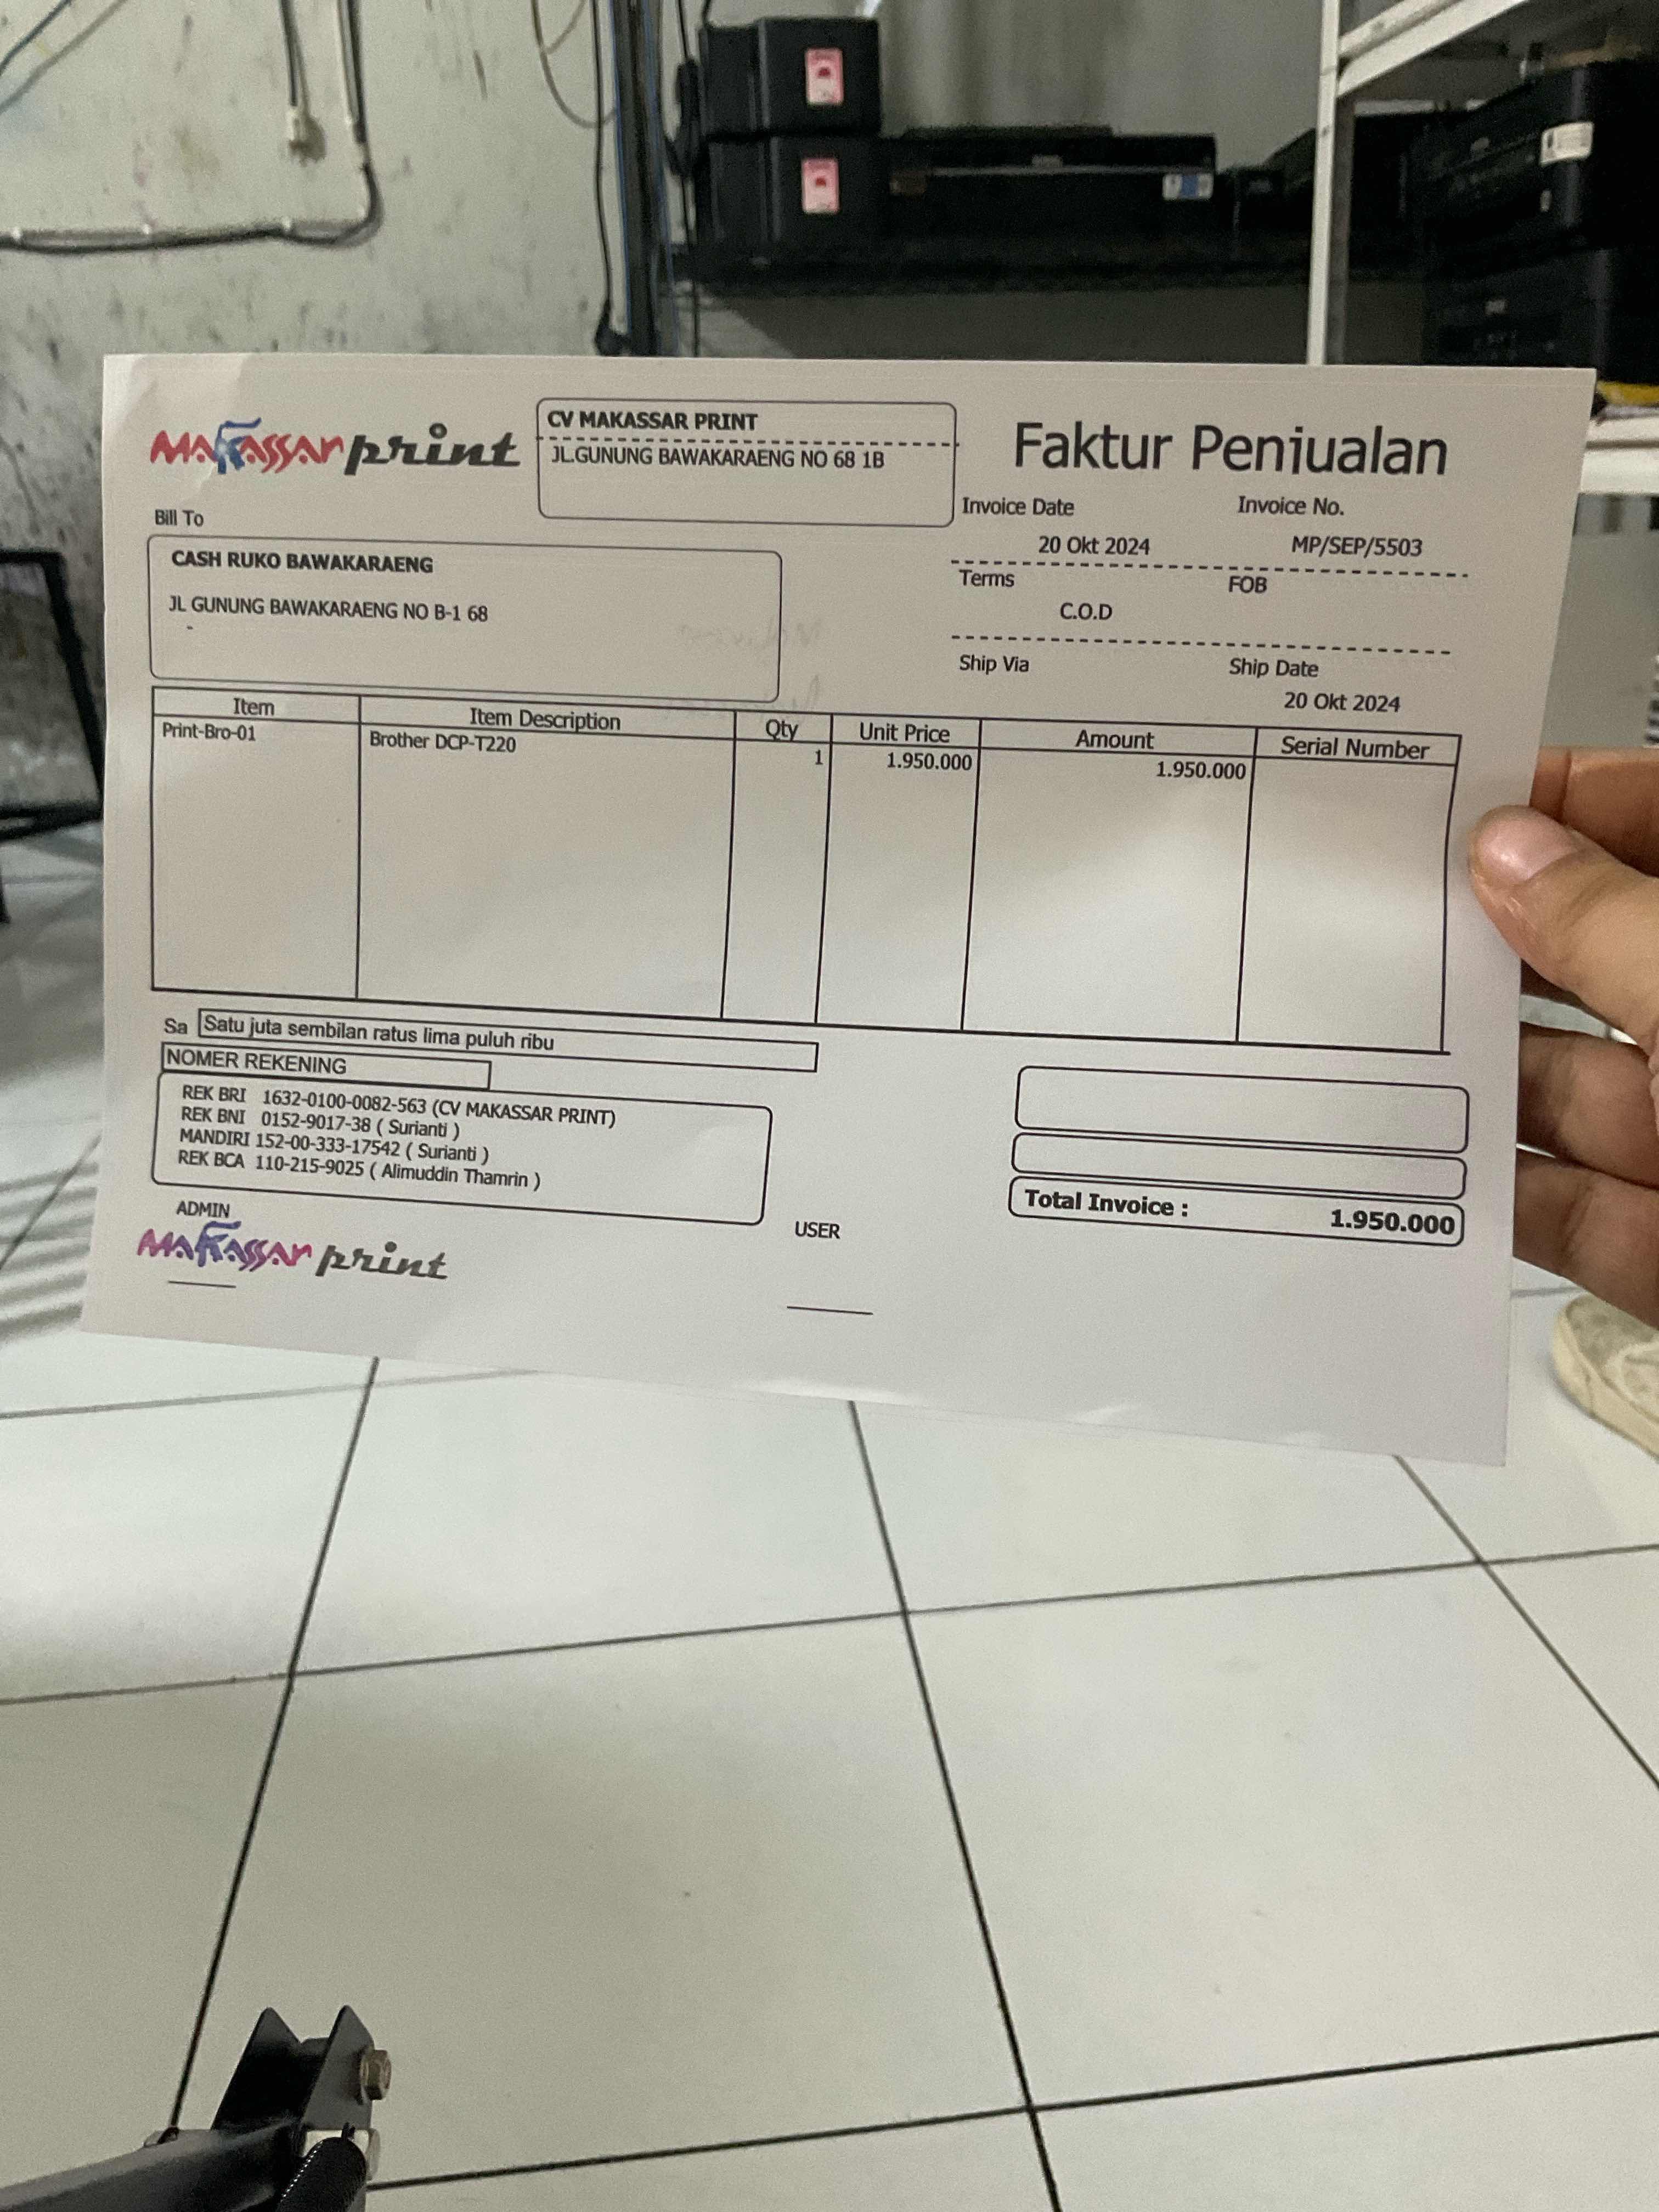 MAKASSAR print
CV MAKASSAR PRINT
JL.GUNUNG BAWAKARAENG NO 68 1B
Faktur Penjualan
Invoice Date Invoice No.
20 Okt 2024 MP/SEP/5503
Terms FOB
C.O.D
Ship Via Ship Date
20 Okt 2024
Bill To
CASH RUKO BAWAKARAENG
JL GUNUNG BAWAKARAENG NO B-1 68
-
Item Item Description Qty Unit Price Amount Serial Number
Print-Bro-01 Brother DCP-T220 1 1.950.000 1.950.000
Sa Satu juta sembilan ratus lima puluh ribu
NOMER REKENING
REK BRI 1632-0100-0082-563 (CV MAKASSAR PRINT)
REK BNI 0152-9017-38 ( Surianti )
MANDIRI 152-00-333-17542 ( Surianti )
REK BCA 110-215-9025 ( Alimuddin Thamrin )
Total Invoice : 1.950.000
ADMIN
MAKASSAR print
USER